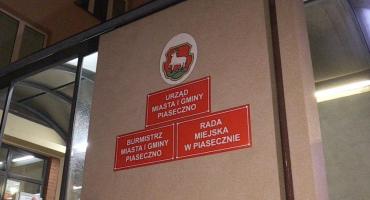 URZĄD
MIASTA I GMINY
PIASECZNO
BURMISTRZ
MIASTA I GMINY
PIASECZNO
RADA
MIEJSKA
W PIASECZNIE